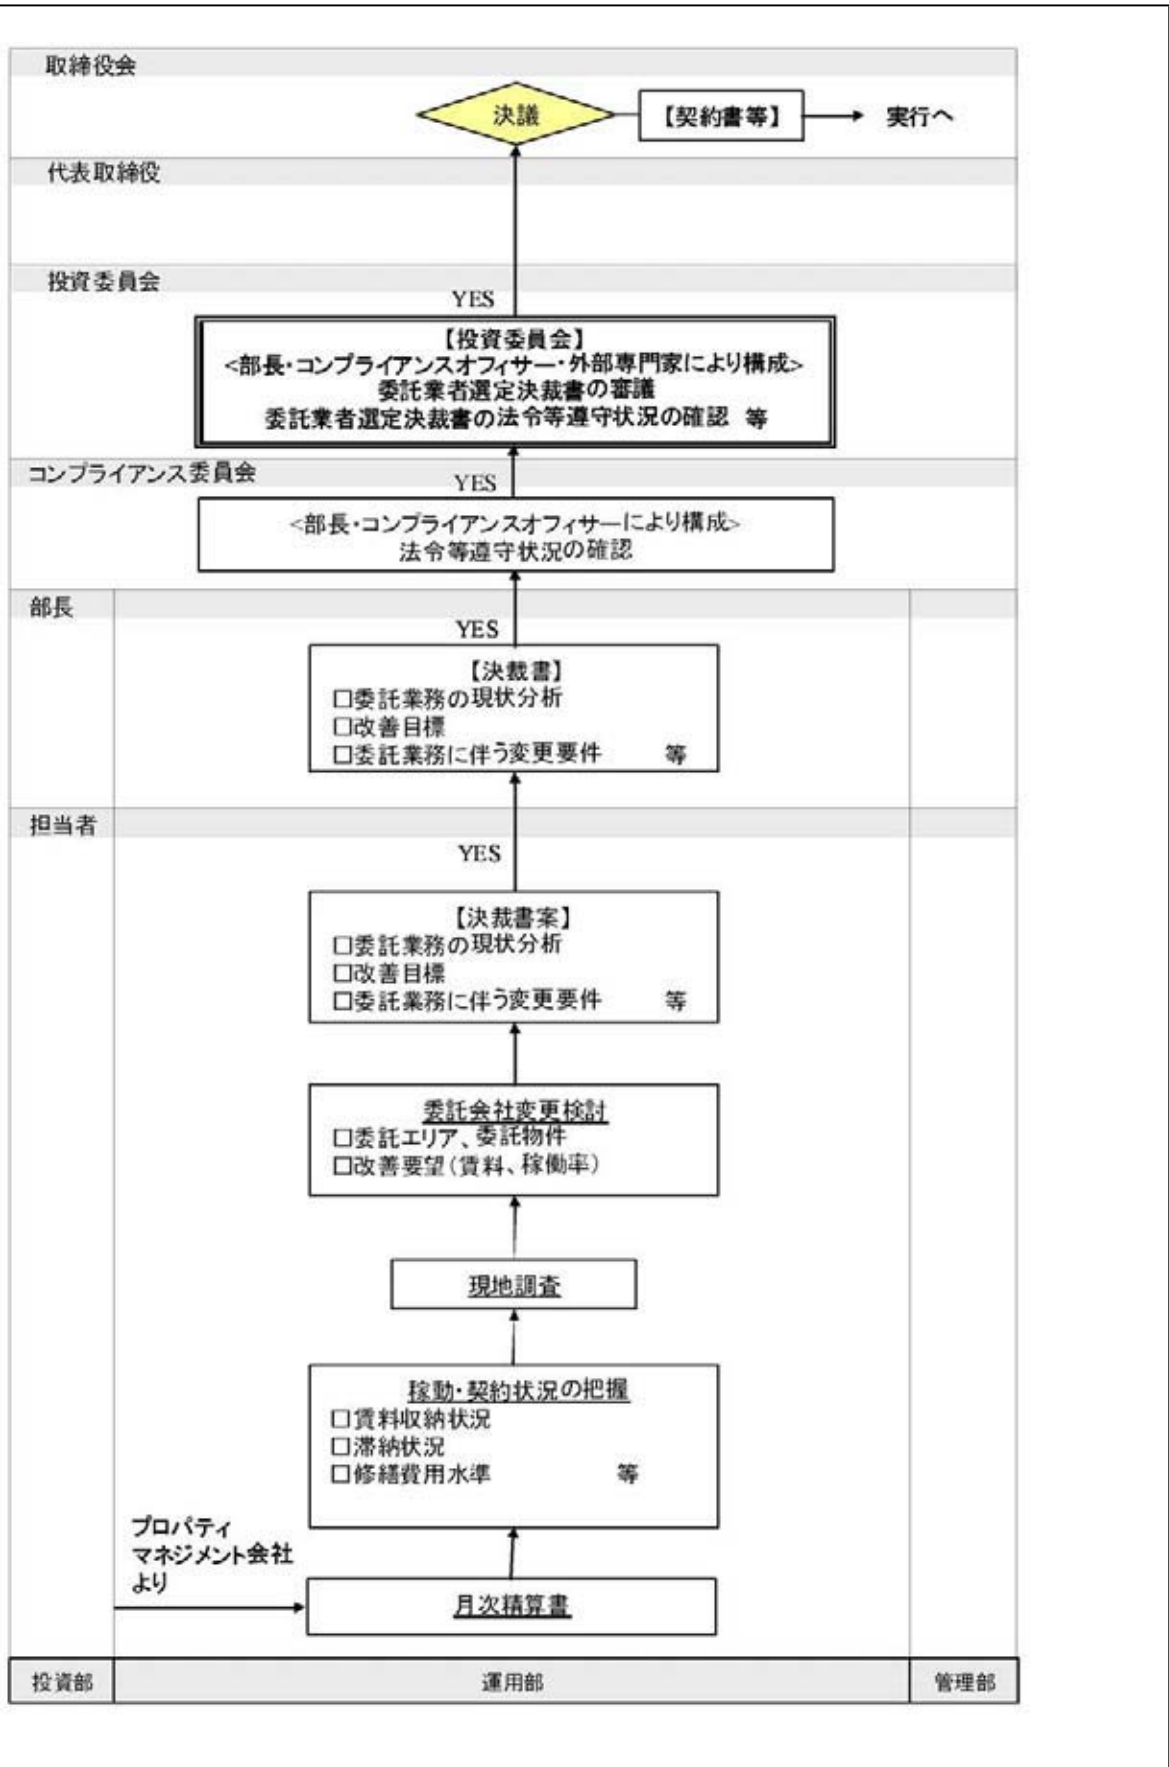 取締役会
決議
【契約書等】
実行へ
代表取締役
投資委員会
YES
【投資委員会】
<部長・コンプライアンスオフィサー・外部専門家により構成>
委託業者選定決裁書の審議
委託業者選定決裁書の法令等遵守状況の確認 等
コンプライアンス委員会
YES
<部長・コンプライアンスオフィサーにより構成>
法令等遵守状況の確認
部長
YES
【決裁書】
□委託業務の現状分析
□改善目標
□委託業務に伴う変更要件 等
担当者
YES
【決裁書案】
□委託業務の現状分析
□改善目標
□委託業務に伴う変更要件 等
委託会社変更検討
□委託エリア、委託物件
□改善要望（賃料、稼働率）
現地調査
稼動・契約状況の把握
□賃料収納状況
□滞納状況
□修繕費用水準 等
プロパティ
マネジメント会社
より
月次精算書
投資部
運用部
管理部